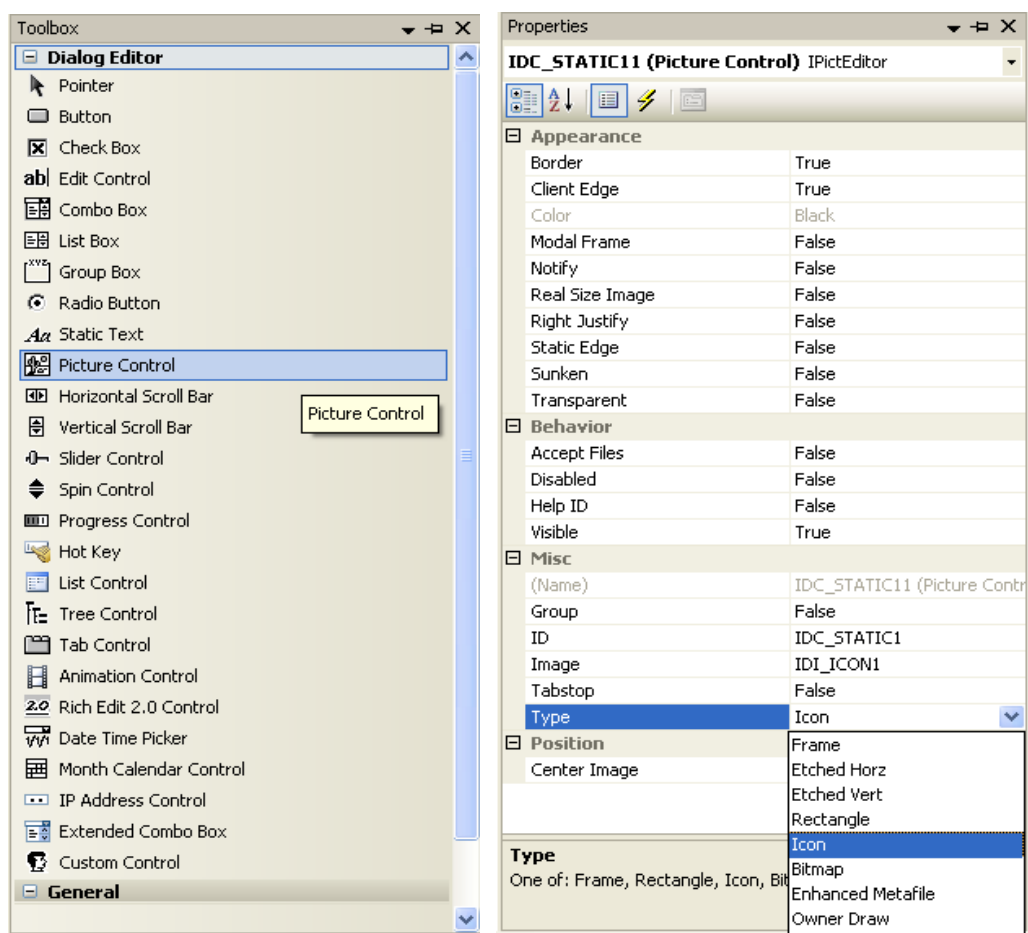 Toolbox
Dialog Editor
Pointer
Button
Check Box
ab| Edit Control
Combo Box
List Box
XYZ Group Box
Radio Button
Aa Static Text
Picture Control
Horizontal Scroll Bar
Picture Control
Vertical Scroll Bar
Slider Control
Spin Control
Progress Control
Hot Key
List Control
Tree Control
Tab Control
Animation Control
2.0 Rich Edit 2.0 Control
Date Time Picker
Month Calendar Control
IP Address Control
Extended Combo Box
Custom Control
General
Properties
IDC_STATIC11 (Picture Control) IPictEditor
A Z
Appearance
Border True
Client Edge True
Color Black
Modal Frame False
Notify False
Real Size Image False
Right Justify False
Static Edge False
Sunken False
Transparent False
Behavior
Accept Files False
Disabled False
Help ID False
Visible True
Misc
(Name) IDC_STATIC11 (Picture Contr
Group False
ID IDC_STATIC1
Image IDI_ICON1
Tabstop False
Type Icon
Position
Center Image
Frame
Etched Horz
Etched Vert
Rectangle
Icon
Bitmap
Enhanced Metafile
Owner Draw
Type
One of: Frame, Rectangle, Icon, Bit